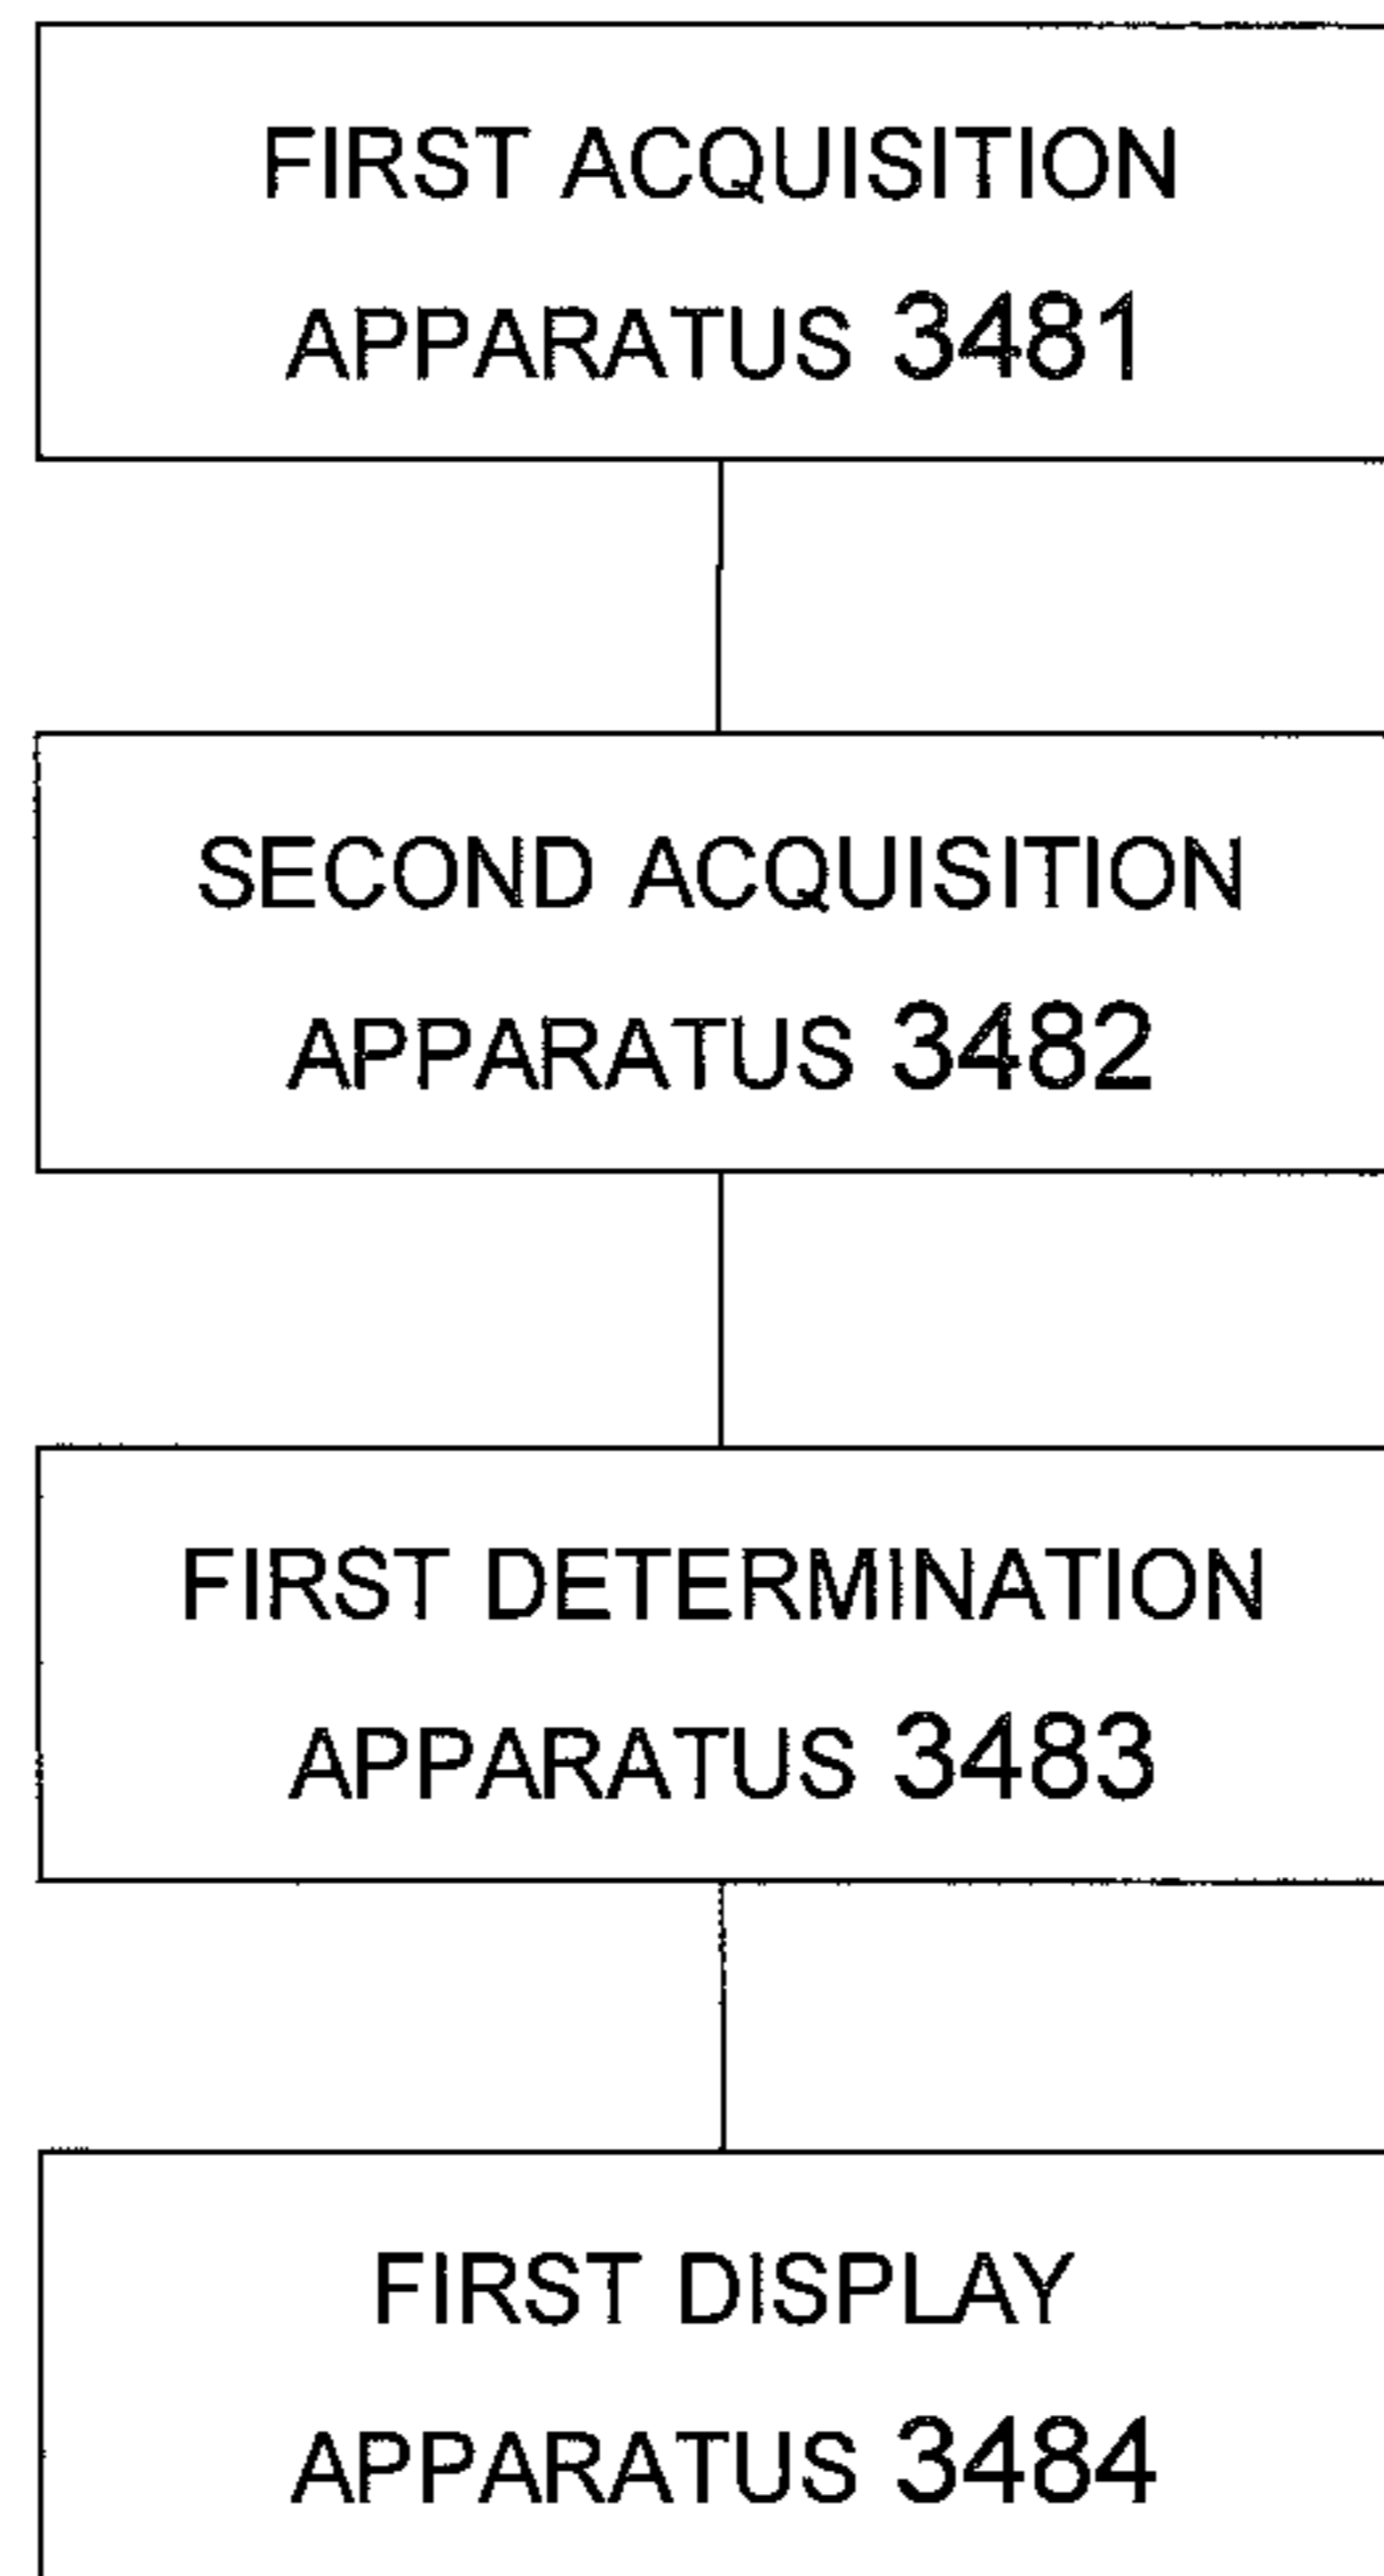 FIRST ACQUISITION
APPARATUS 3481
SECOND ACQUISITION
APPARATUS 3482
FIRST DETERMINATION
APPARATUS 3483
FIRST DISPLAY
APPARATUS 3484